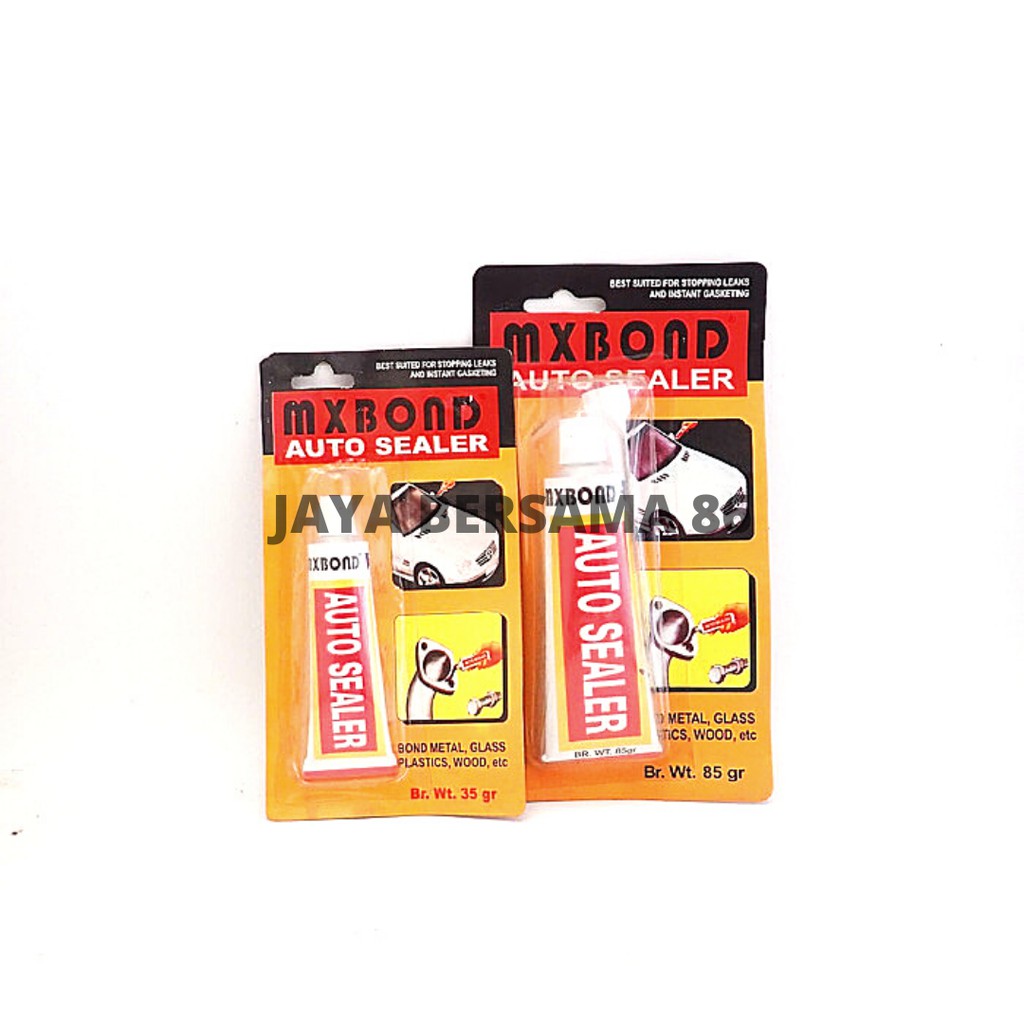 BEST SUITED FOR STOPPING LEAKS
AND INSTANT GASKETING
MXBOND
AUTO SEALER
MXBOND
AUTO SEALER
BOND METAL, GLASS
PLASTICS, WOOD, etc
Br. Wt. 35 gr
BEST SUITED FOR STOPPING LEAKS
AND INSTANT GASKETING
MXBOND
AUTO SEALER
MXBOND
AUTO SEALER
BR. WT. 85gr
METAL, GLASS
WOOD, etc
Br. Wt. 85 gr
JAYA BERSAMA 86